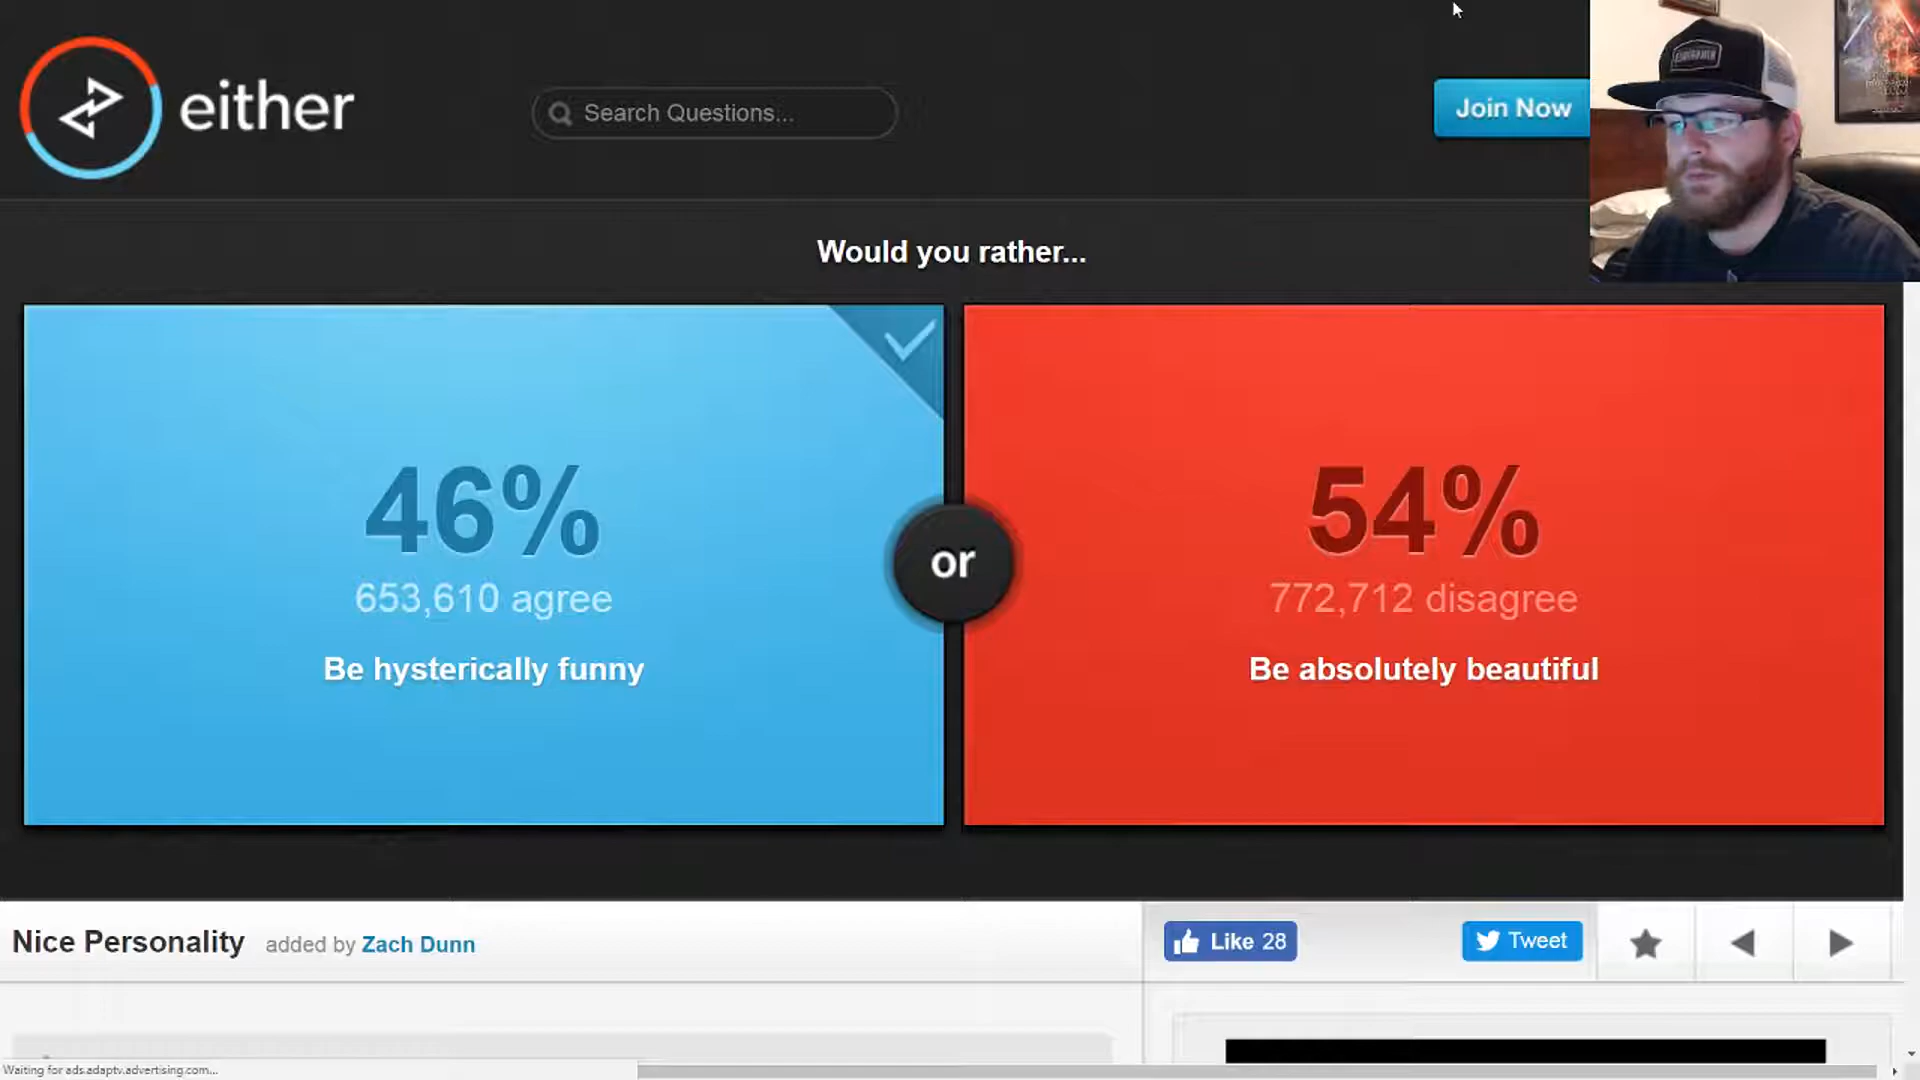 either
Search Questions...
Join Now
Would you rather...
46%
653,610 agree
Be hysterically funny
or
54%
772,712 disagree
Be absolutely beautiful
Nice Personality added by Zach Dunn
Like 28
Tweet
Waiting for ads.adaptv.advertising.com...